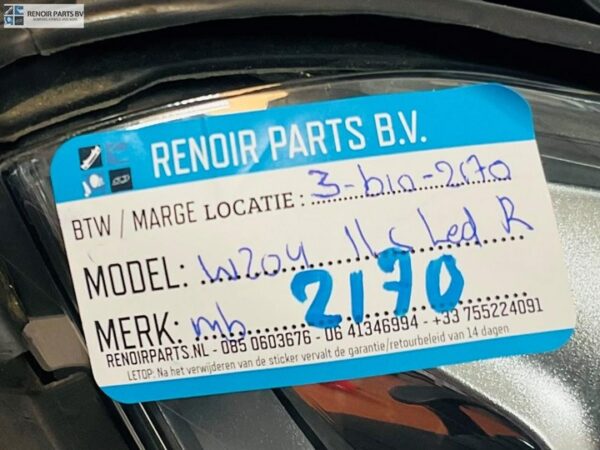 RENOIR PARTS BV
RENOIR PARTS B.V.
BTW / MARGE LOCATIE : 3-bin-2170
MODEL: W204 ILS Led R
MERK: mb 2170
RENOIRPARTS.NL - 085 0603676 - 06 41346994 - +33 755224091
LETOP: Na het verwijderen van de sticker vervalt de garantie/retourbeleid van 14 dagen